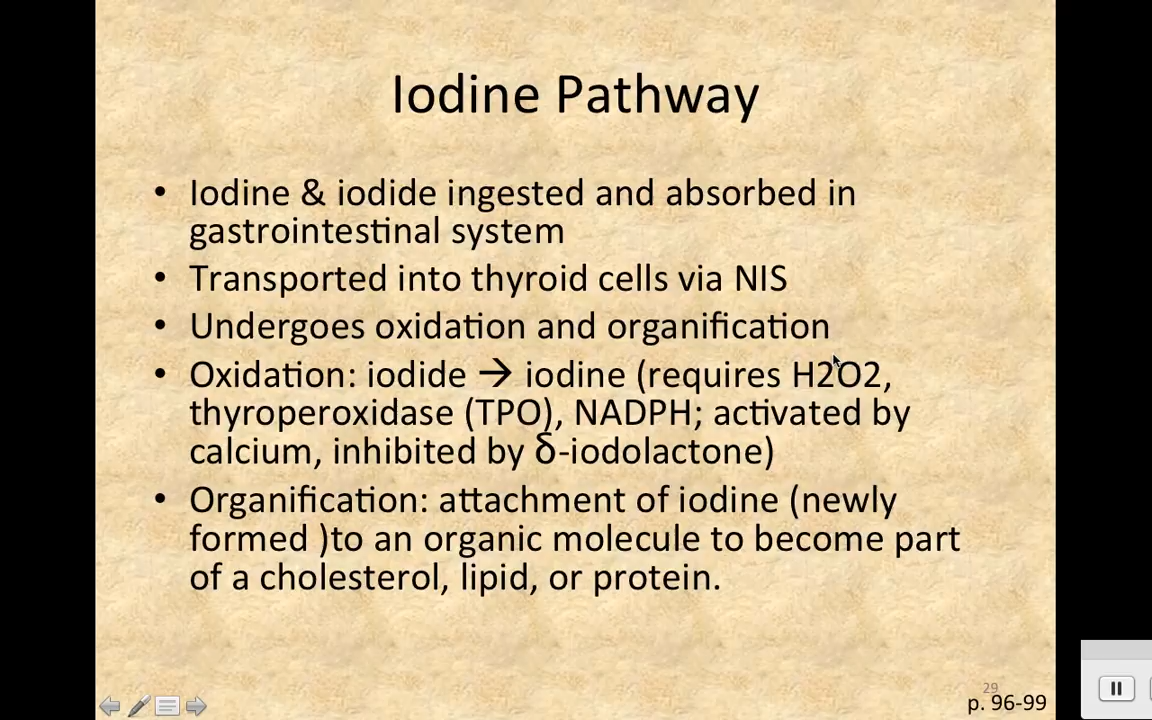 Iodine Pathway
• Iodine & iodide ingested and absorbed in
gastrointestinal system
• Transported into thyroid cells via NIS
• Undergoes oxidation and organification
• Oxidation: iodide → iodine (requires H2O2,
thyroperoxidase (TPO), NADPH; activated by
calcium, inhibited by δ-iodolactone)
• Organification: attachment of iodine (newly
formed )to an organic molecule to become part
of a cholesterol, lipid, or protein.
29
p. 96-99